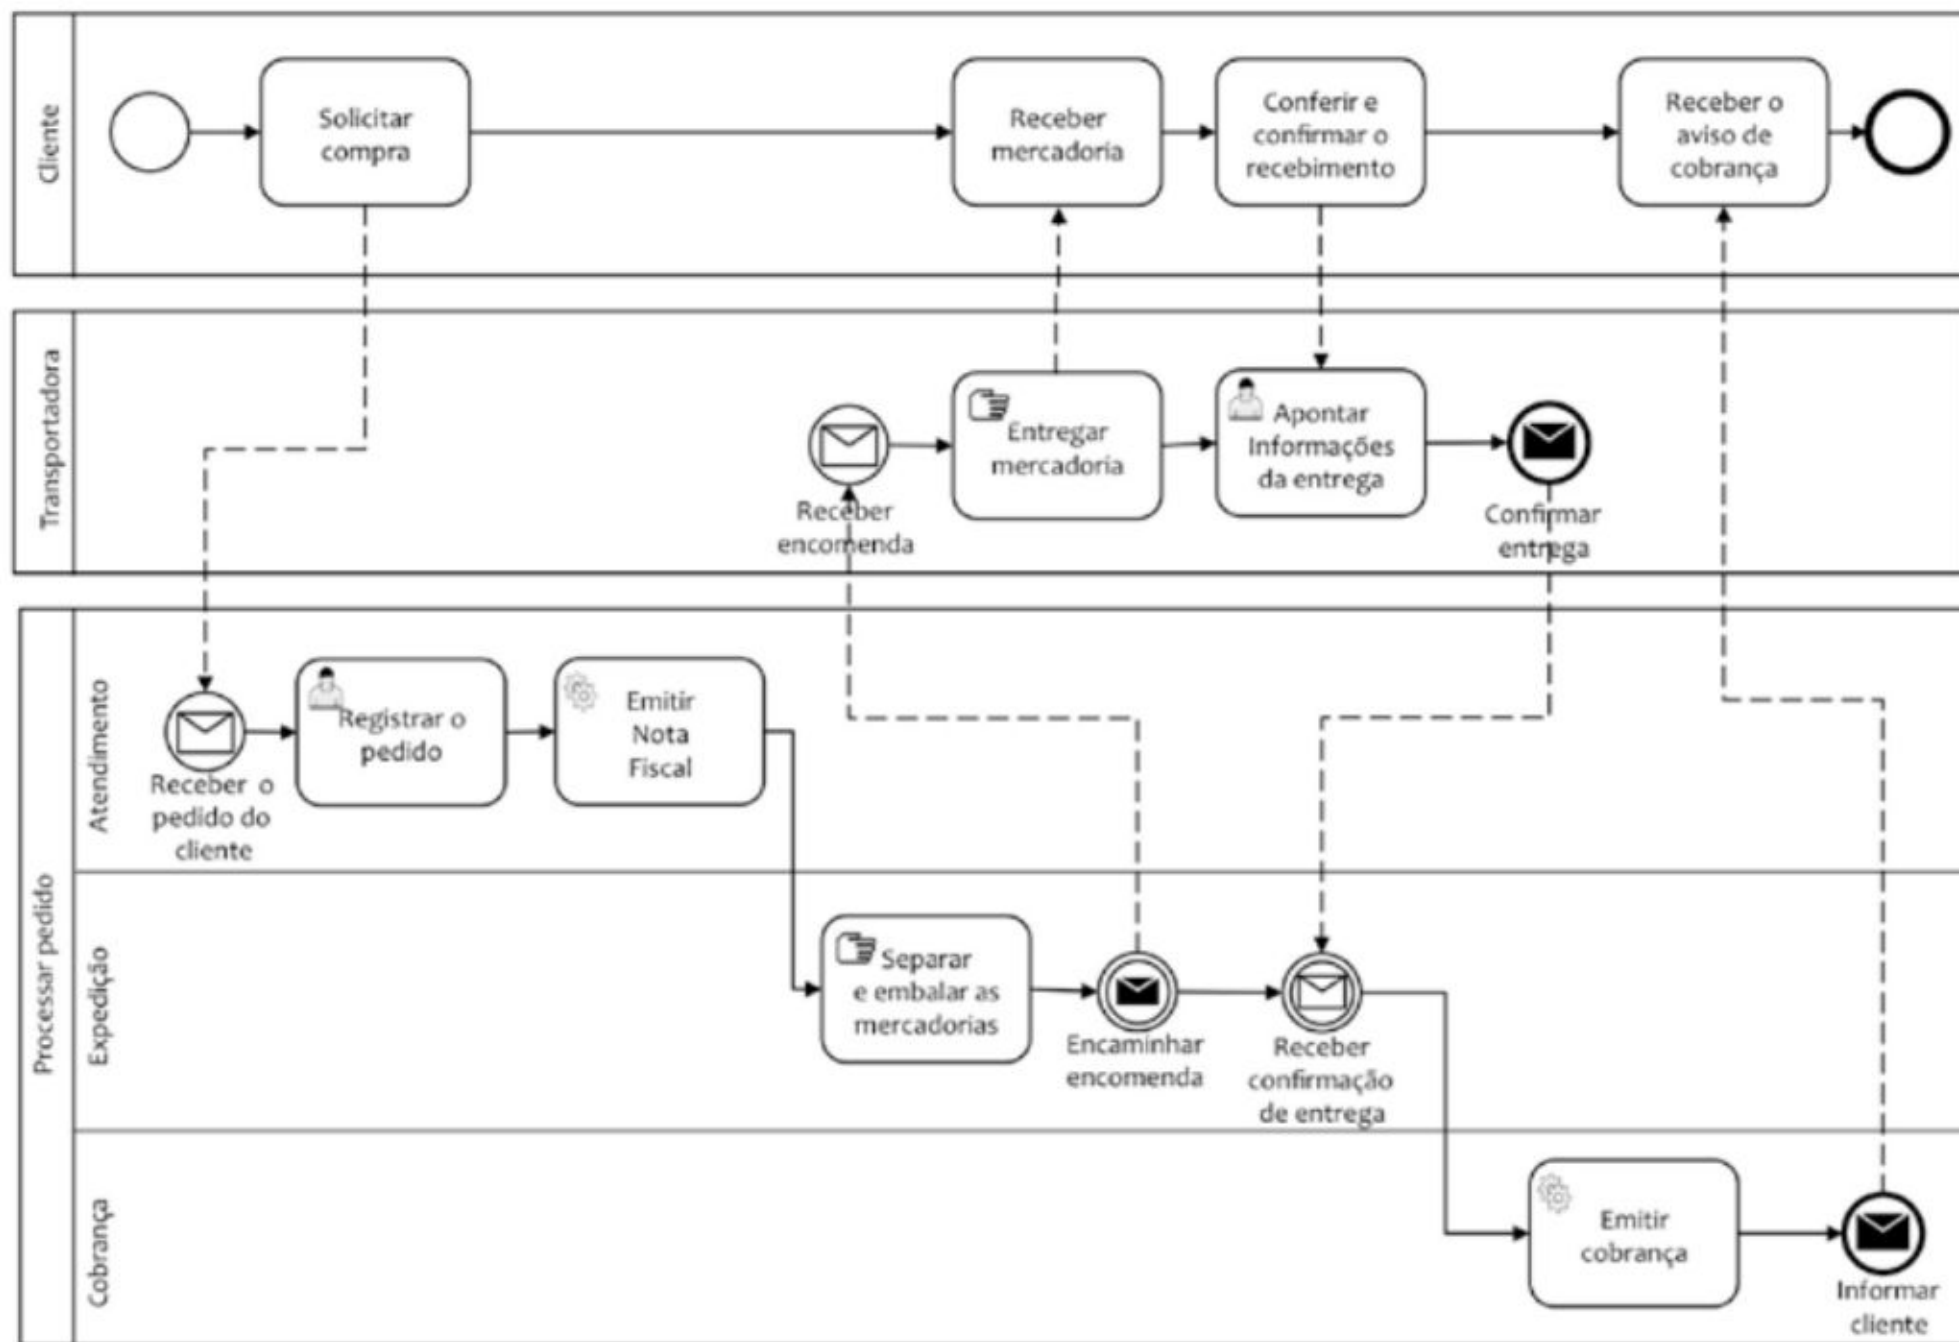 Cliente
Solicitar
compra
Receber
mercadoria
Conferir e
confirmar o
recebimento
Receber o
aviso de
cobrança
Transportadora
Receber
encomenda
Entregar
mercadoria
Apontar
Informações
da entrega
Confirmar
entrega
Processar pedido
Atendimento
Receber o
pedido do
cliente
Registrar o
pedido
Emitir
Nota
Fiscal
Expedição
Separar
e embalar as
mercadorias
Encaminhar
encomenda
Receber
confirmação
de entrega
Cobrança
Emitir
cobrança
Informar
cliente